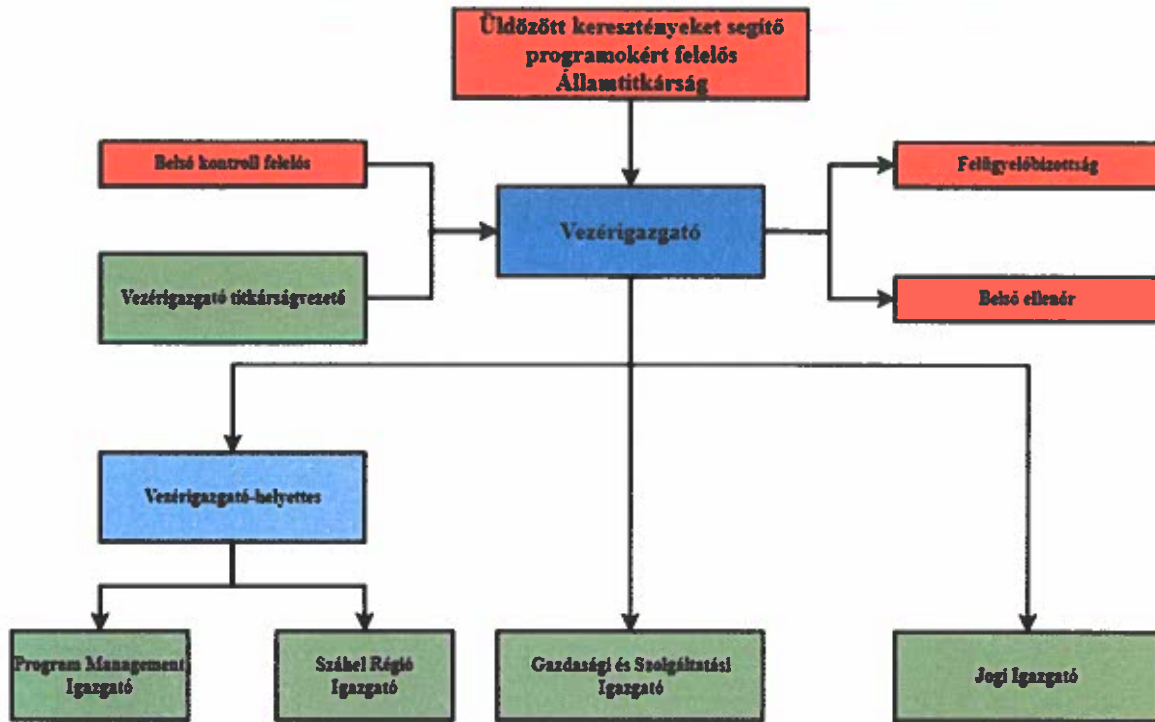 Üldözött keresztényeket segítő
programokért felelős
Államtitkárság
Belső kontroll felelős
Felügyelőbizottság
Vezérigazgató
Vezérigazgató titkárságvezető
Belső ellenőr
Vezérigazgató-helyettes
Program Management
Igazgató
Száhel Régió
Igazgató
Gazdasági és Szolgáltatási
Igazgató
Jogi Igazgató